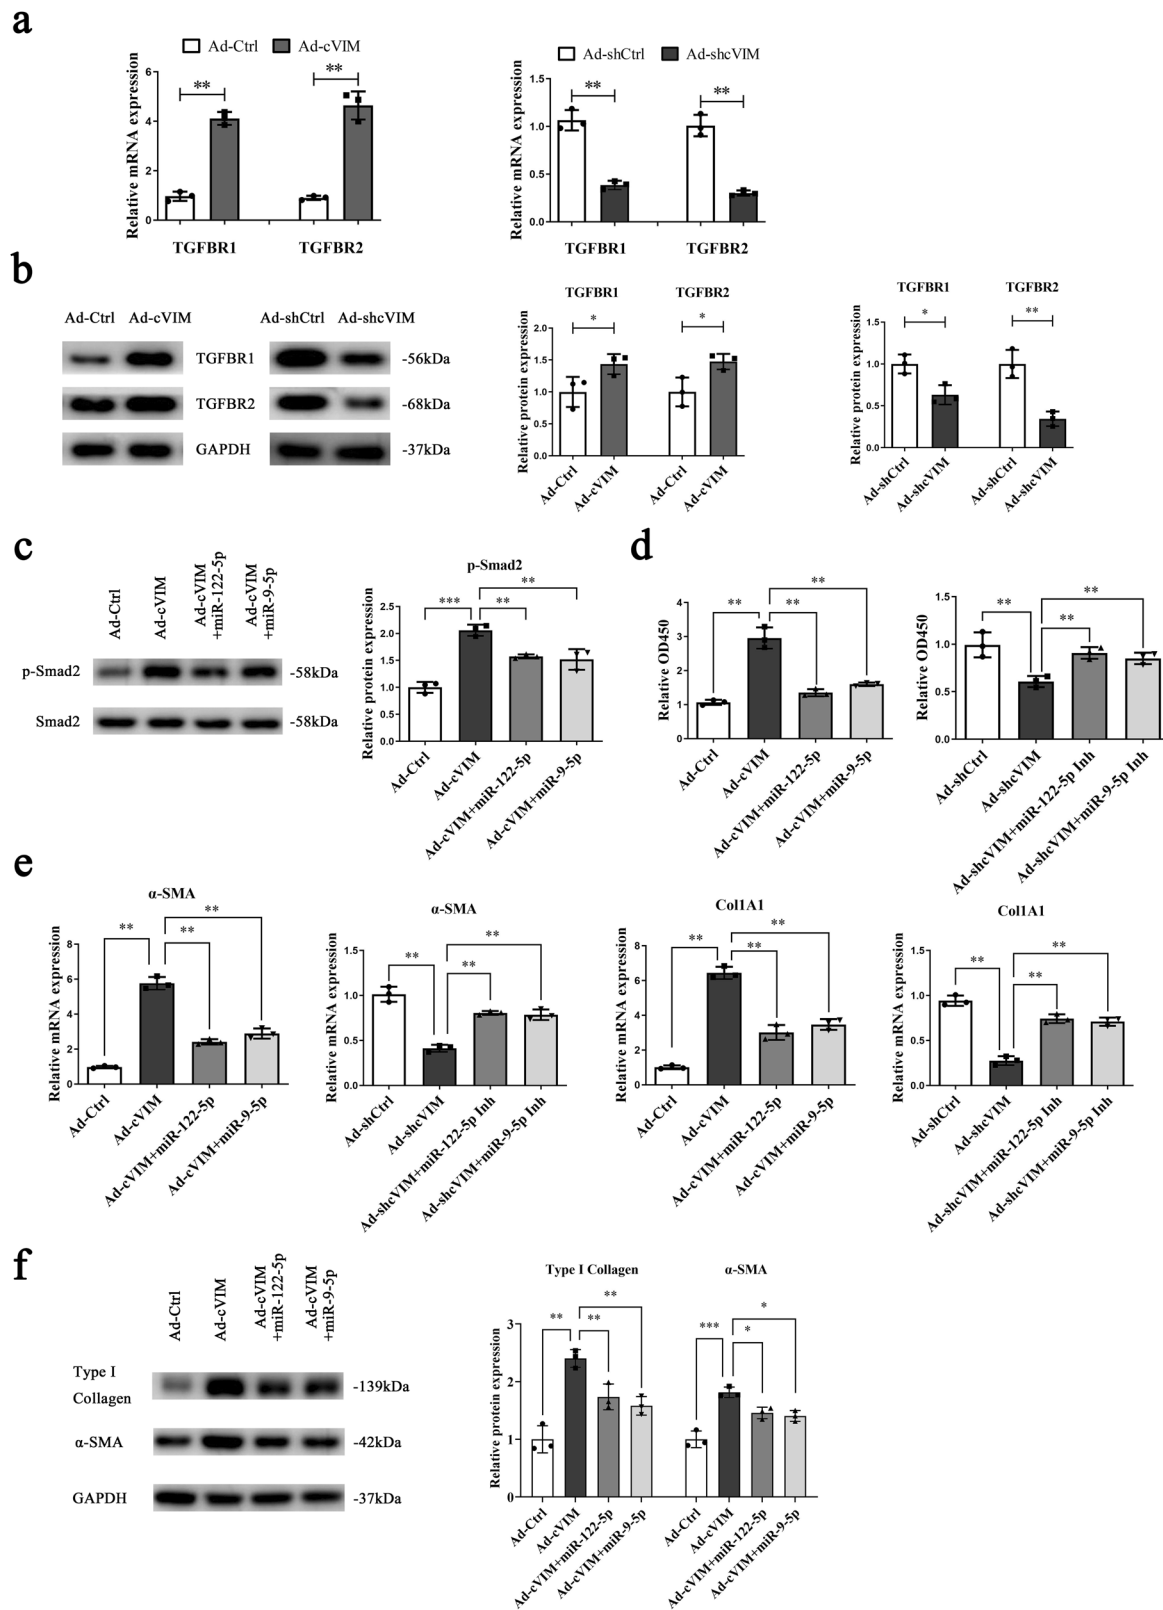 a
Ad-Ctrl Ad-cVIM
Relative mRNA expression
6
4
2
0
**
**
TGFBR1 TGFBR2
Ad-shCtrl Ad-shcVIM
Relative mRNA expression
1.5
1.0
0.5
0.0
**
**
TGFBR1 TGFBR2
b
Ad-Ctrl Ad-cVIM Ad-shCtrl Ad-shcVIM
TGFBR1 -56kDa
TGFBR2 -68kDa
GAPDH -37kDa
TGFBR1 TGFBR2
Relative protein expression
2.0
1.5
1.0
0.5
0.0
*
*
Ad-Ctrl
Ad-cVIM
Ad-Ctrl
Ad-cVIM
TGFBR1 TGFBR2
Relative protein expression
1.5
1.0
0.5
0.0
*
**
Ad-shCtrl
Ad-shcVIM
Ad-shCtrl
Ad-shcVIM
c
Ad-Ctrl
Ad-cVIM
Ad-cVIM
+miR-122-5p
Ad-cVIM
+miR-9-5p
p-Smad2 -58kDa
Smad2 -58kDa
p-Smad2
Relative protein expression
2.5
2.0
1.5
1.0
0.5
0.0
***
**
**
Ad-Ctrl
Ad-cVIM
Ad-cVIM+miR-122-5p
Ad-cVIM+miR-9-5p
d
Relative OD450
4
3
2
1
0
**
**
**
Ad-Ctrl
Ad-cVIM
Ad-cVIM+miR-122-5p
Ad-cVIM+miR-9-5p
Relative OD450
1.5
1.0
0.5
0.0
**
**
**
Ad-shCtrl
Ad-shcVIM
Ad-shcVIM+miR-122-5p Inh
Ad-shcVIM+miR-9-5p Inh
e
α-SMA
Relative mRNA expression
8
6
4
2
0
**
**
**
Ad-Ctrl
Ad-cVIM
Ad-cVIM+miR-122-5p
Ad-cVIM+miR-9-5p
α-SMA
Relative mRNA expression
1.5
1.0
0.5
0.0
**
**
**
Ad-shCtrl
Ad-shcVIM
Ad-shcVIM+miR-122-5p Inh
Ad-shcVIM+miR-9-5p Inh
Col1A1
Relative mRNA expression
8
6
4
2
0
**
**
**
Ad-Ctrl
Ad-cVIM
Ad-cVIM+miR-122-5p
Ad-cVIM+miR-9-5p
Col1A1
Relative mRNA expression
1.5
1.0
0.5
0.0
**
**
**
Ad-shCtrl
Ad-shcVIM
Ad-shcVIM+miR-122-5p Inh
Ad-shcVIM+miR-9-5p Inh
f
Ad-Ctrl
Ad-cVIM
Ad-cVIM
+miR-122-5p
Ad-cVIM
+miR-9-5p
Type I
Collagen
-139kDa
α-SMA -42kDa
GAPDH -37kDa
Type I Collagen α-SMA
Relative protein expression
3
2
1
0
**
**
**
***
*
*
Ad-Ctrl
Ad-cVIM
Ad-cVIM+miR-122-5p
Ad-cVIM+miR-9-5p
Ad-Ctrl
Ad-cVIM
Ad-cVIM+miR-122-5p
Ad-cVIM+miR-9-5p